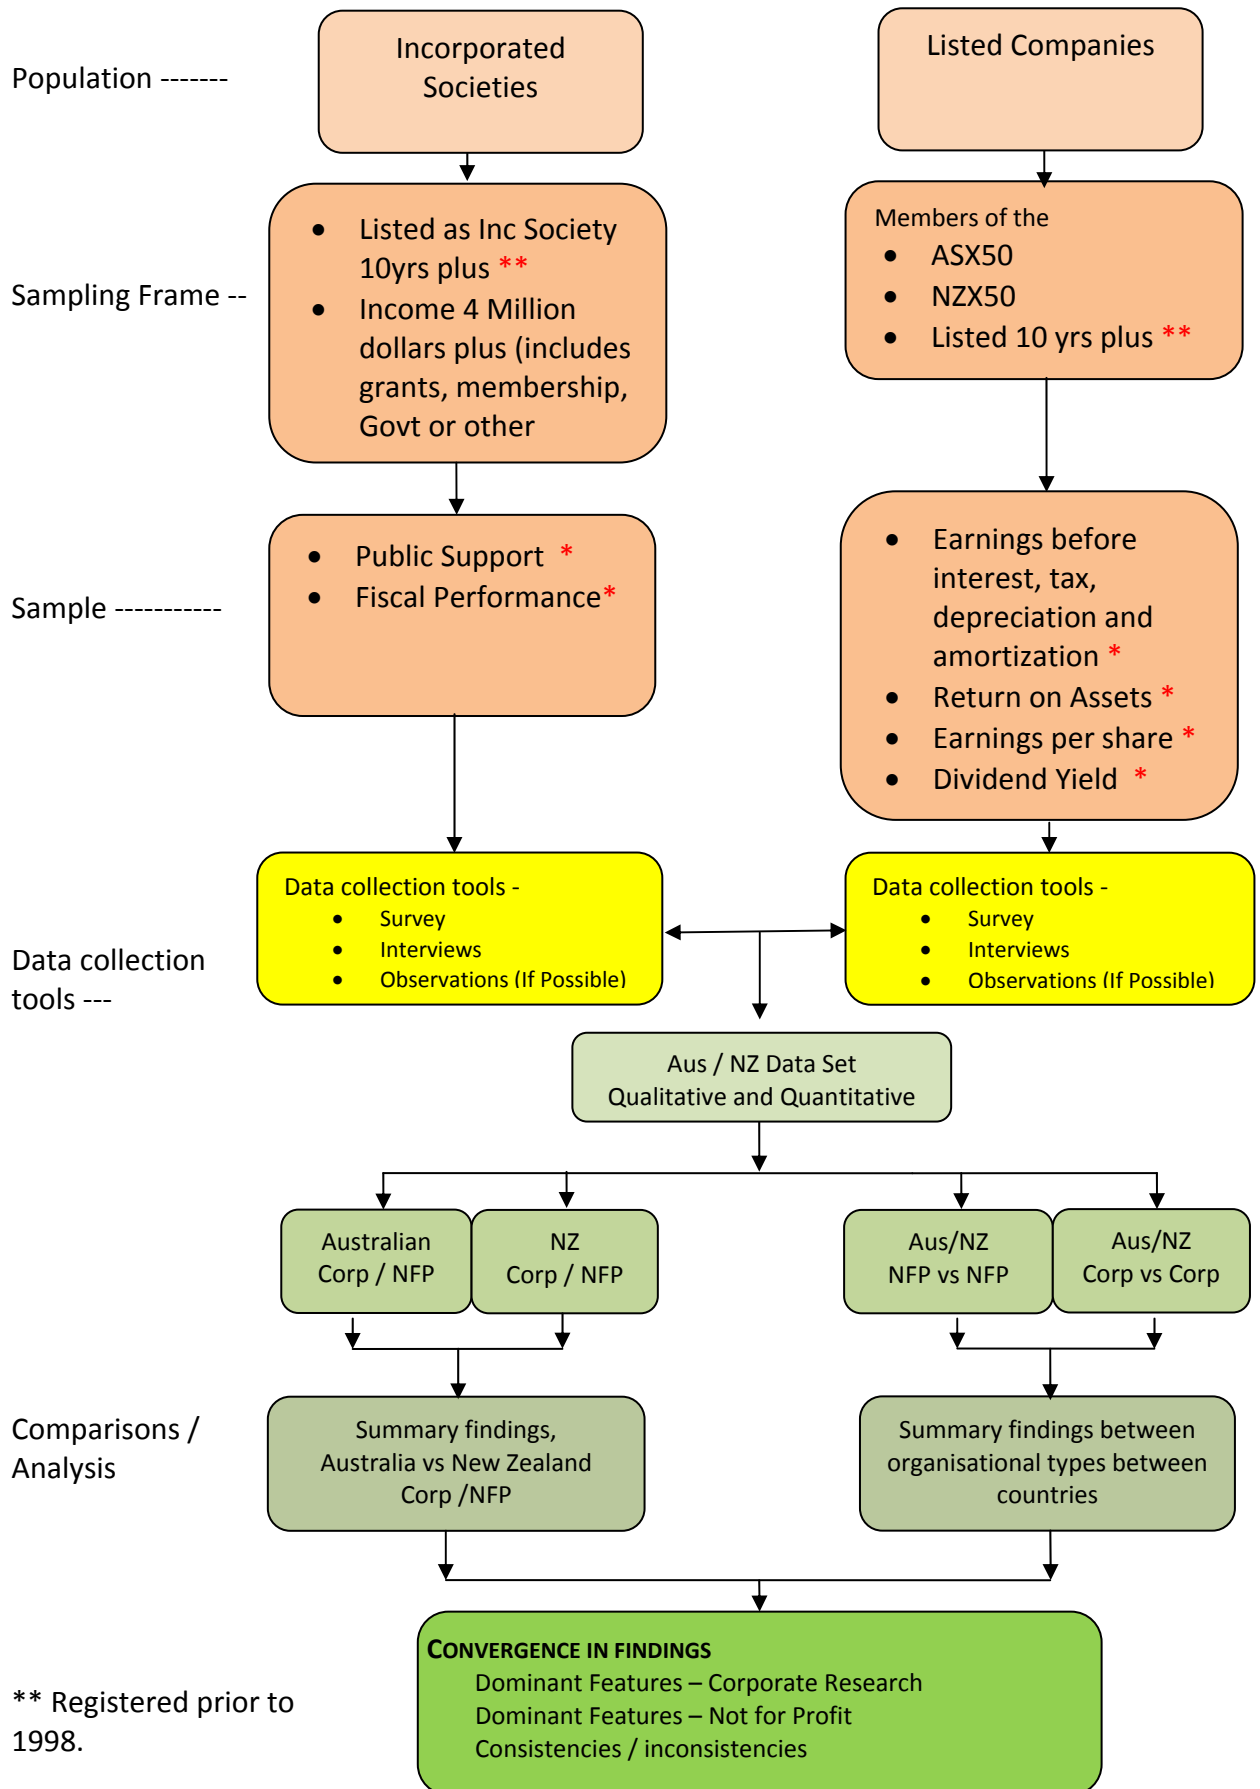 Population -------
Incorporated
Societies
Listed Companies
Sampling Frame --
• Listed as Inc Society
10yrs plus **
• Income 4 Million
dollars plus (includes
grants, membership,
Govt or other
Members of the
• ASX50
• NZX50
• Listed 10 yrs plus **
Sample -----------
• Public Support *
• Fiscal Performance*
• Earnings before
interest, tax,
depreciation and
amortization *
• Return on Assets *
• Earnings per share *
• Dividend Yield *
Data collection
tools ---
Data collection tools -
• Survey
• Interviews
• Observations (If Possible)
Data collection tools -
• Survey
• Interviews
• Observations (If Possible)
Aus / NZ Data Set
Qualitative and Quantitative
Australian
Corp / NFP
NZ
Corp / NFP
Aus/NZ
NFP vs NFP
Aus/NZ
Corp vs Corp
Comparisons /
Analysis
Summary findings,
Australia vs New Zealand
Corp /NFP
Summary findings between
organisational types between
countries
CONVERGENCE IN FINDINGS
Dominant Features – Corporate Research
Dominant Features – Not for Profit
Consistencies / inconsistencies
** Registered prior to
1998.